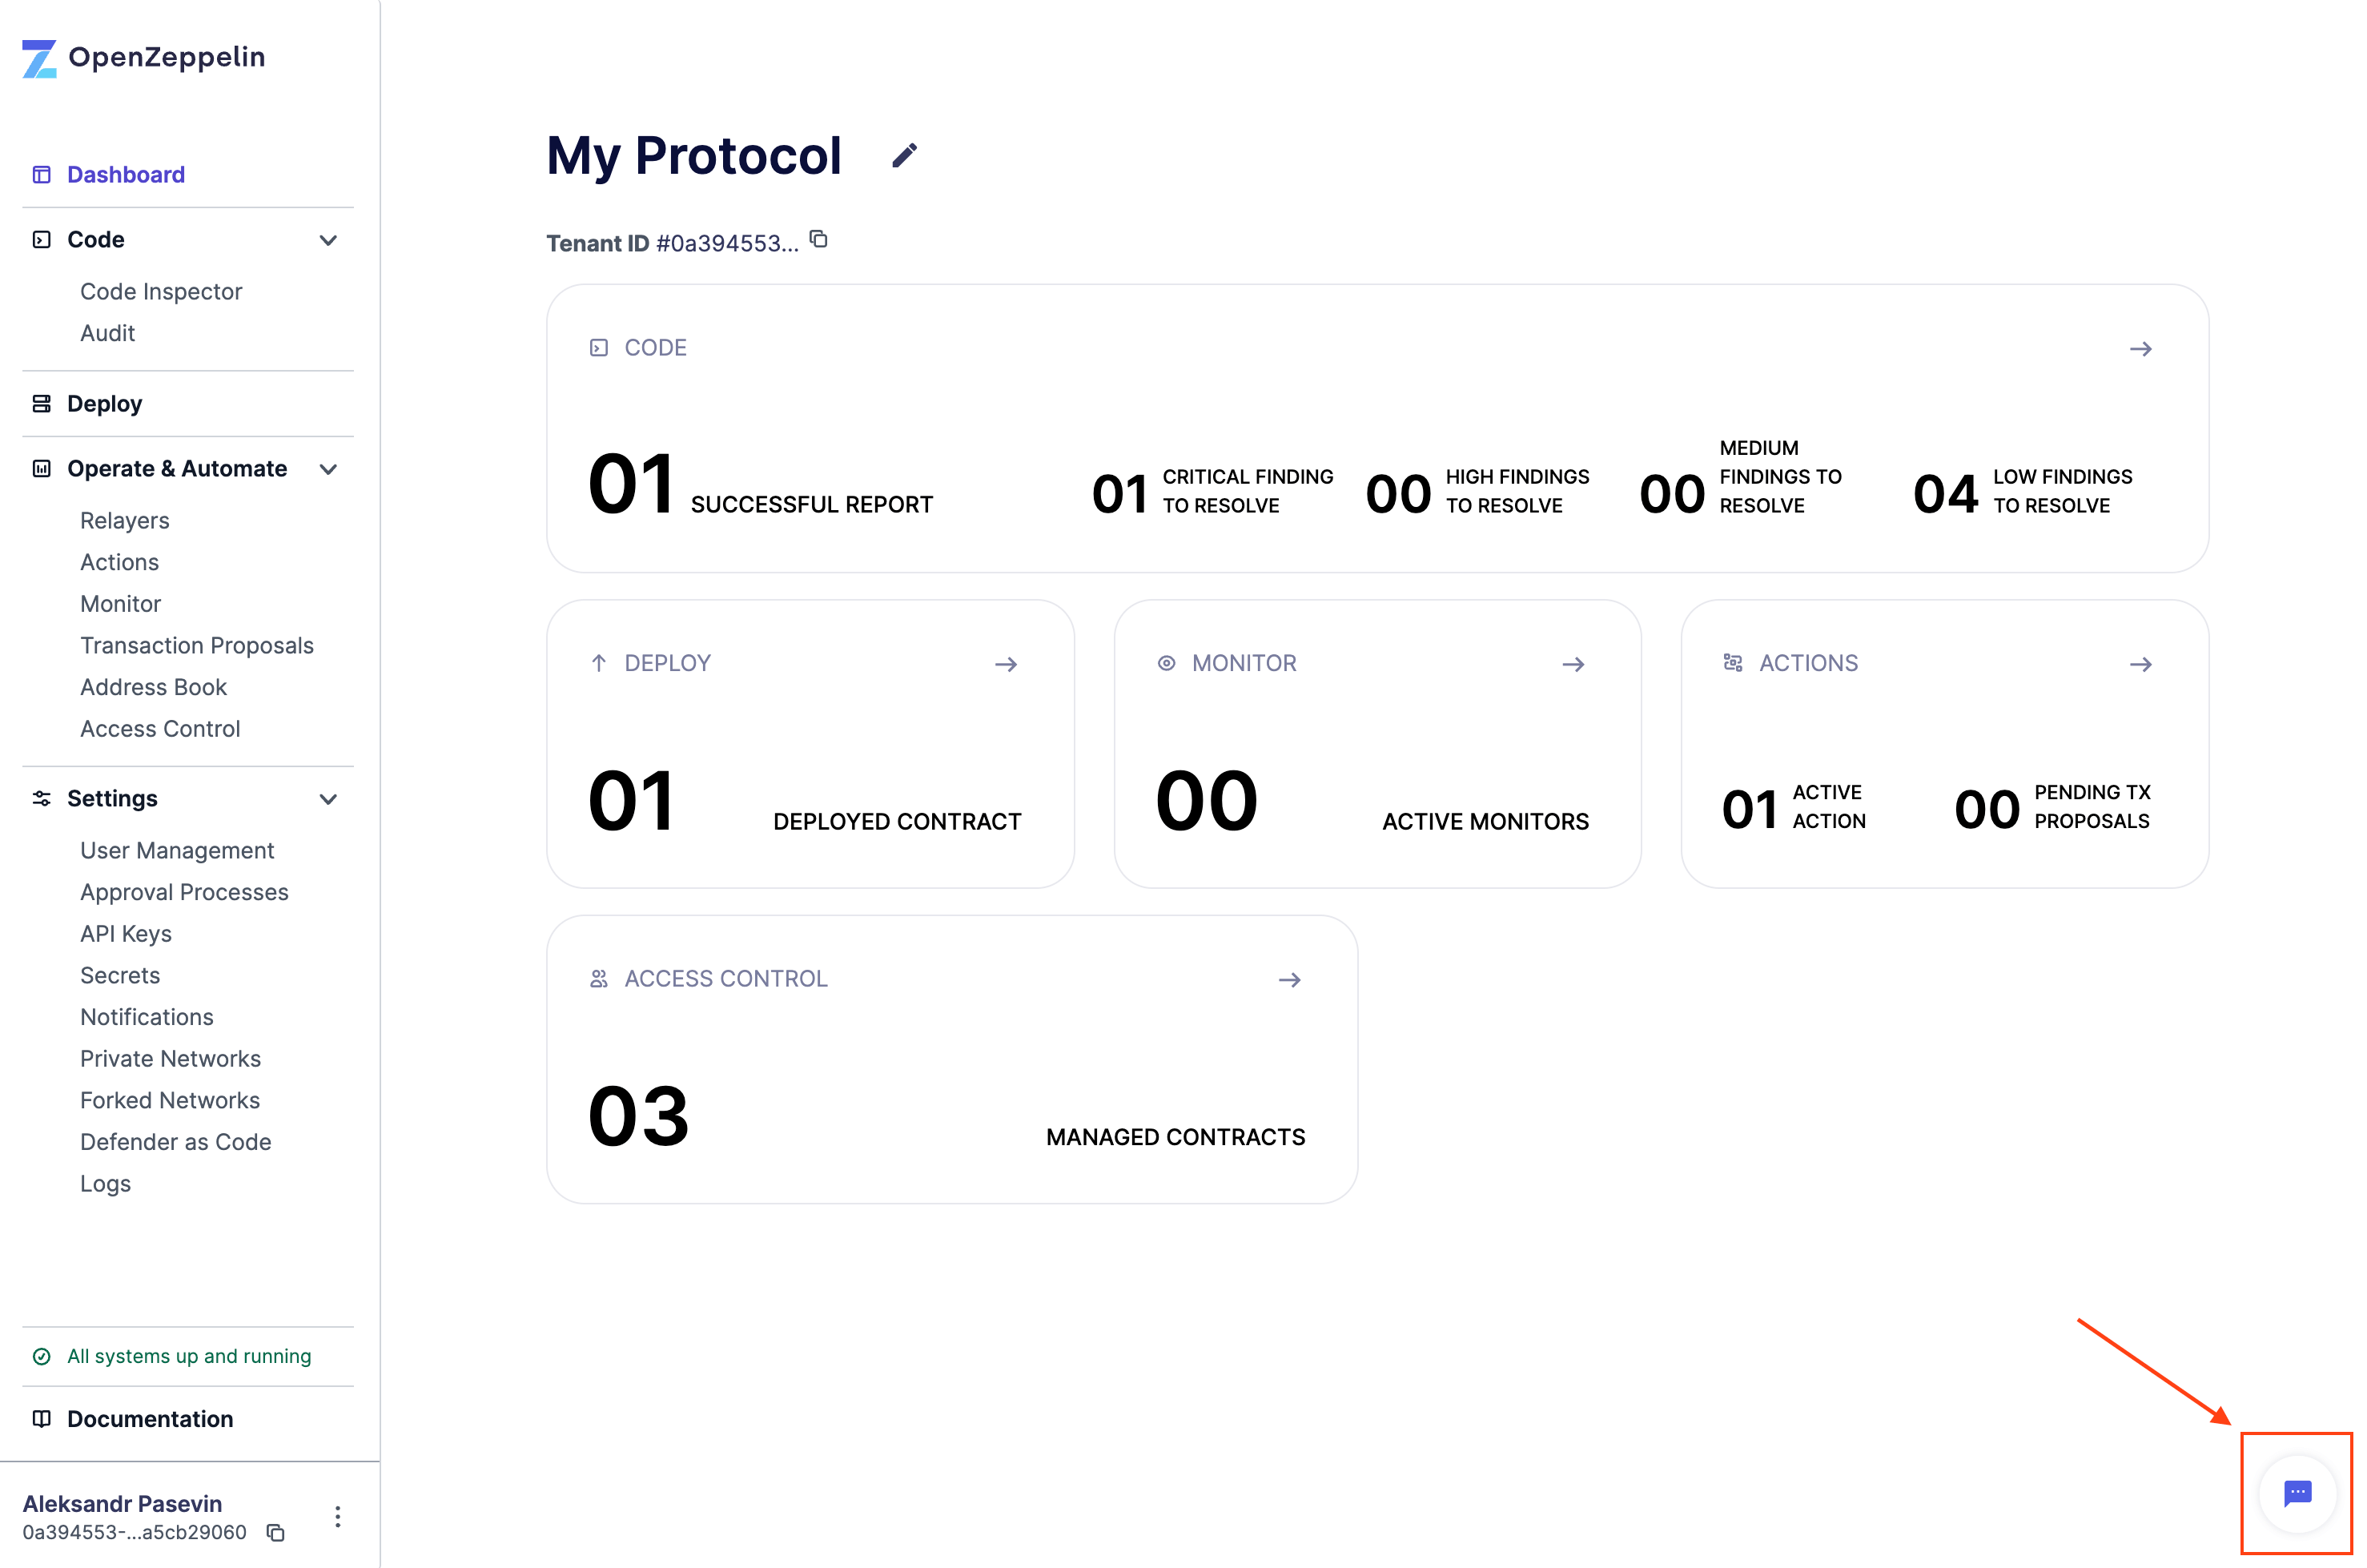 OpenZeppelin
Dashboard
Code
Code Inspector
Audit
Deploy
Operate & Automate
Relayers
Actions
Monitor
Transaction Proposals
Address Book
Access Control
Settings
User Management
Approval Processes
API Keys
Secrets
Notifications
Private Networks
Forked Networks
Defender as Code
Logs
All systems up and running
Documentation
Aleksandr Pasevin
0a394553-...a5cb29060
My Protocol
Tenant ID #0a394553...
CODE
01 SUCCESSFUL REPORT
01 CRITICAL FINDING
TO RESOLVE
00 HIGH FINDINGS
TO RESOLVE
00 MEDIUM
FINDINGS TO
RESOLVE
04 LOW FINDINGS
TO RESOLVE
DEPLOY
01 DEPLOYED CONTRACT
MONITOR
00 ACTIVE MONITORS
ACTIONS
01 ACTIVE
ACTION
00 PENDING TX
PROPOSALS
ACCESS CONTROL
03 MANAGED CONTRACTS